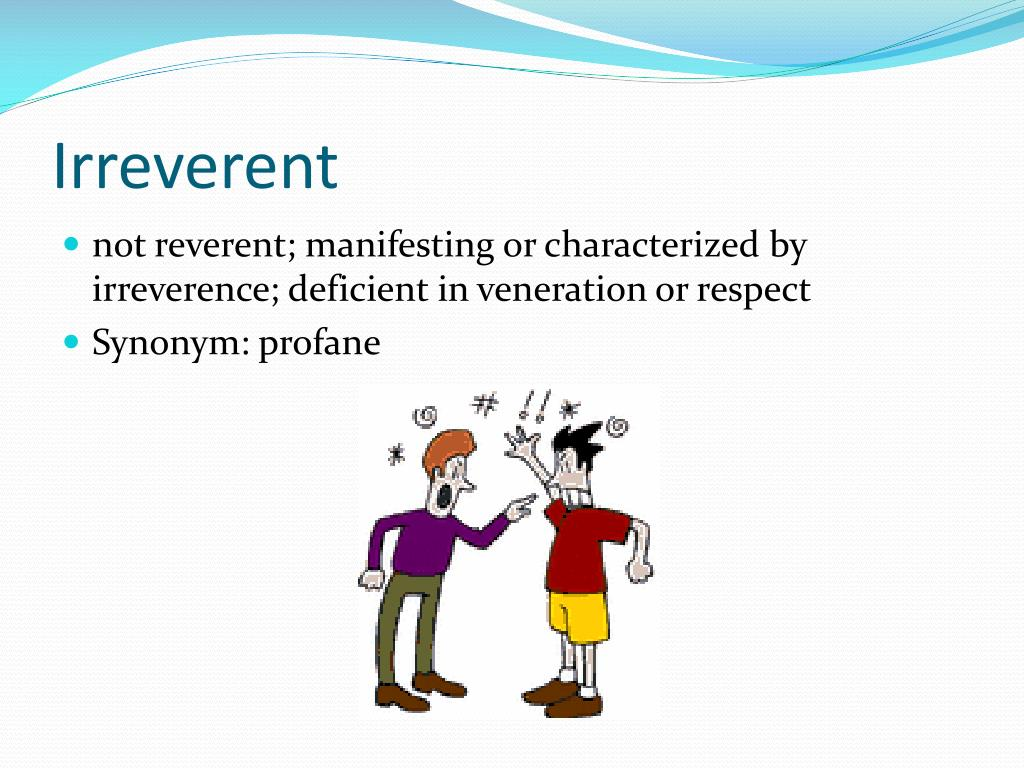 Irreverent
not reverent; manifesting or characterized by
irreverence; deficient in veneration or respect
Synonym: profane
# !! *
*